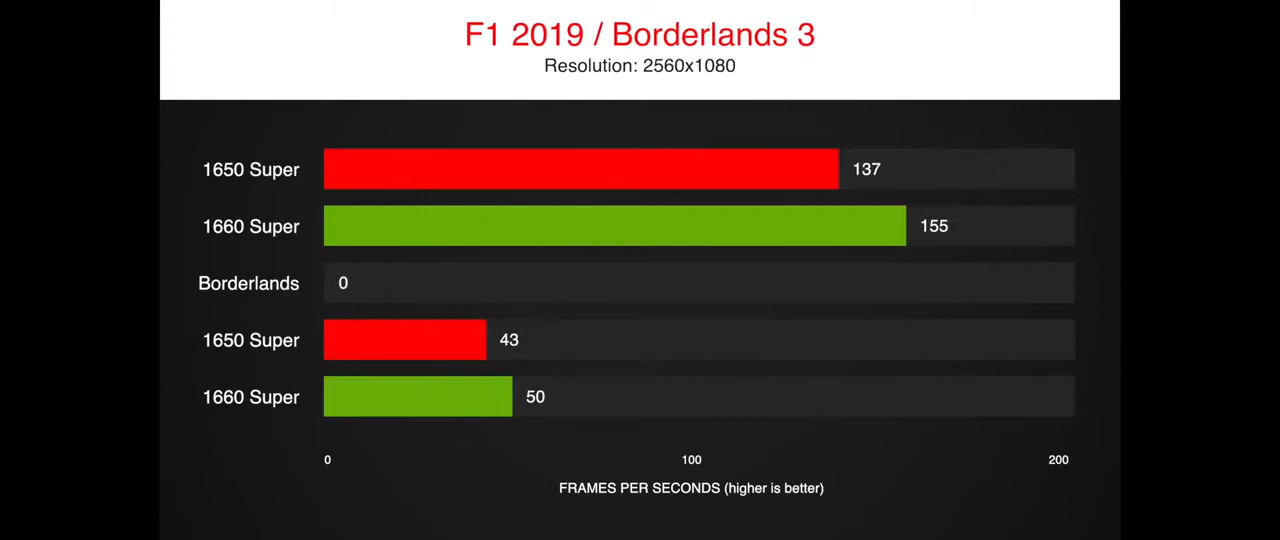 F1 2019 / Borderlands 3
Resolution: 2560x1080
1650 Super 137
1660 Super 155
Borderlands 0
1650 Super 43
1660 Super 50
0 100 200
FRAMES PER SECONDS (higher is better)